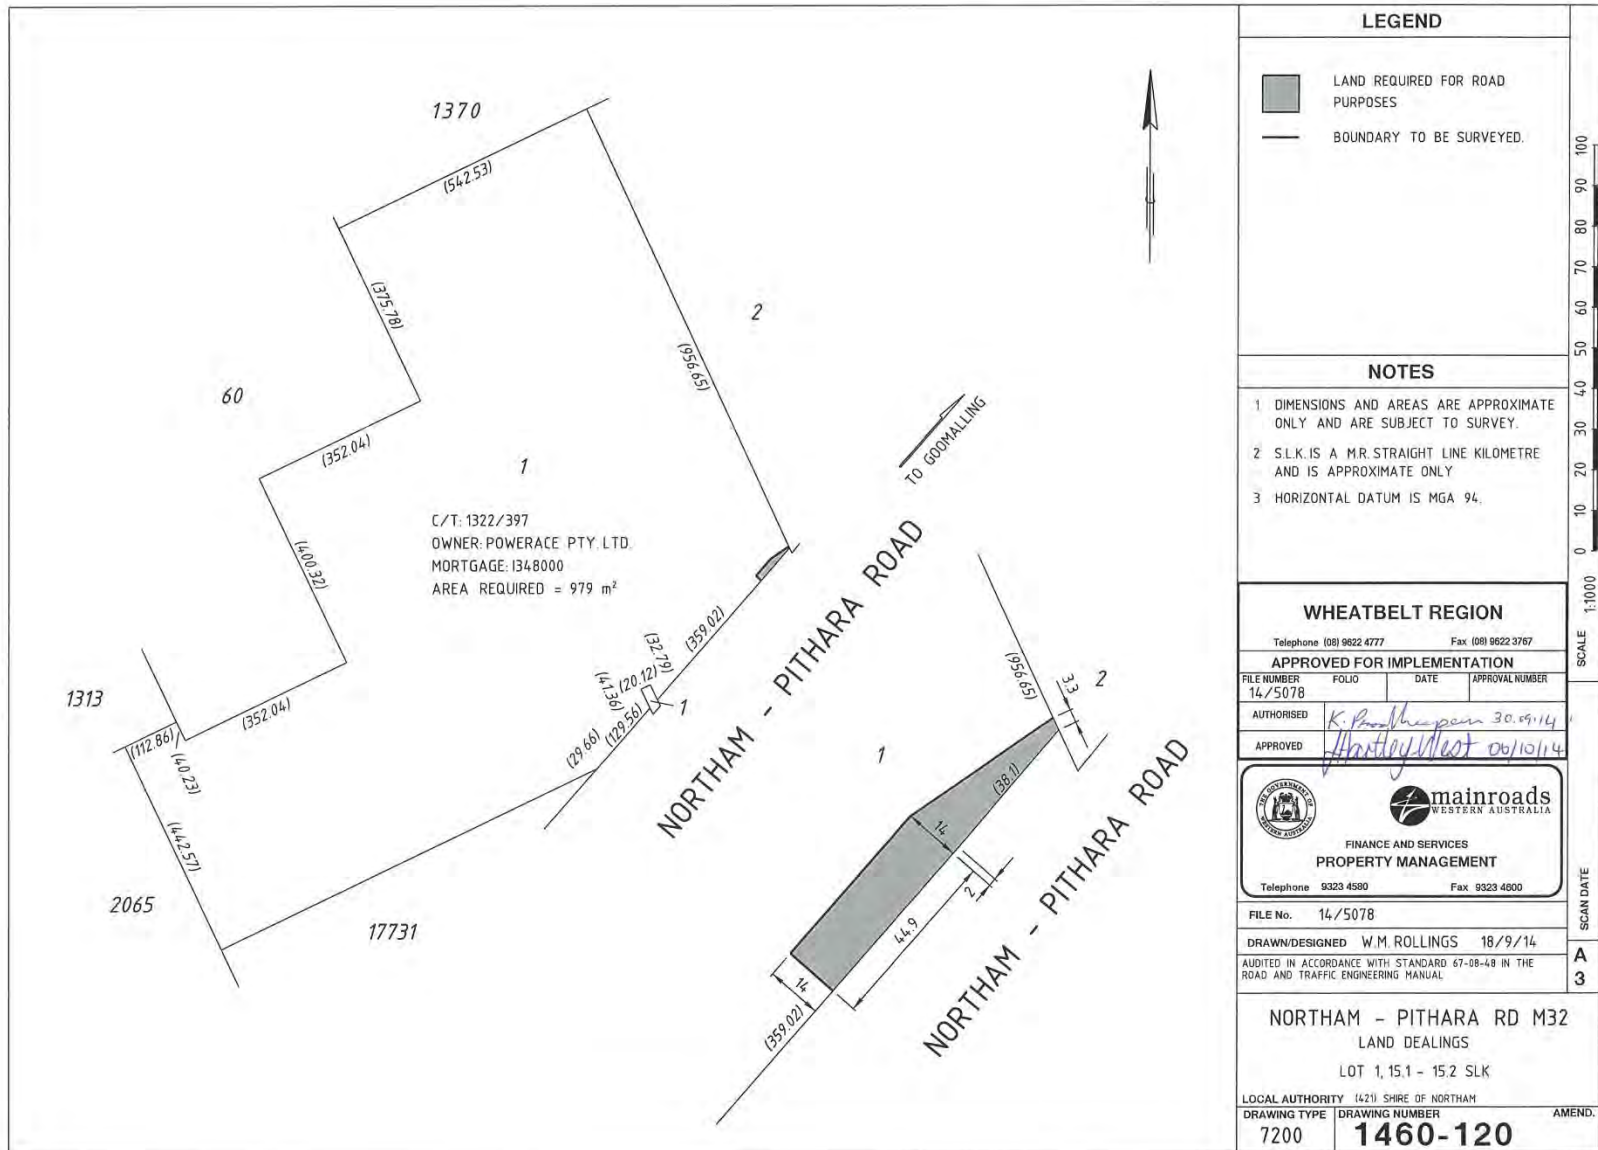 1370
(542.53)
(375.78)
(956.65)
2
60
(352.04)
1
C/T: 1322/397
OWNER: POWERACE PTY. LTD.
MORTGAGE: I348000
AREA REQUIRED = 979 m²
(400.32)
TO GOOMALLING
NORTHAM - PITHARA ROAD
(359.02)
(32.79)
(20.12)
(41.36)
(129.56)
1
(29.66)
1313
(352.04)
(112.86)
(40.23)
(442.57)
2065
17731
(956.65)
3.3
2
1
(38.1)
14
2
44.9
14
(359.02)
NORTHAM - PITHARA ROAD
LEGEND
LAND REQUIRED FOR ROAD
PURPOSES
BOUNDARY TO BE SURVEYED.
NOTES
1 DIMENSIONS AND AREAS ARE APPROXIMATE
ONLY AND ARE SUBJECT TO SURVEY.
2 S.L.K. IS A M.R. STRAIGHT LINE KILOMETRE
AND IS APPROXIMATE ONLY
3 HORIZONTAL DATUM IS MGA 94.
WHEATBELT REGION
Telephone (08) 9622 4777 Fax (08) 9622 3767
APPROVED FOR IMPLEMENTATION
FILE NUMBER FOLIO DATE APPROVAL NUMBER
14/5078
AUTHORISED K. 30.09.14
APPROVED Hartley West 06/10/14
THE GOVERNMENT OF
WESTERN AUSTRALIA
mainroads
WESTERN AUSTRALIA
FINANCE AND SERVICES
PROPERTY MANAGEMENT
Telephone 9323 4580 Fax 9323 4600
FILE No. 14/5078
DRAWN/DESIGNED W.M. ROLLINGS 18/9/14
AUDITED IN ACCORDANCE WITH STANDARD 67-08-48 IN THE
ROAD AND TRAFFIC ENGINEERING MANUAL
NORTHAM - PITHARA RD M32
LAND DEALINGS
LOT 1, 15.1 - 15.2 SLK
LOCAL AUTHORITY (421) SHIRE OF NORTHAM
DRAWING TYPE DRAWING NUMBER AMEND.
7200 1460-120
0 10 20 30 40 50 60 70 80 90 100
SCALE 1:1000
SCAN DATE
A
3